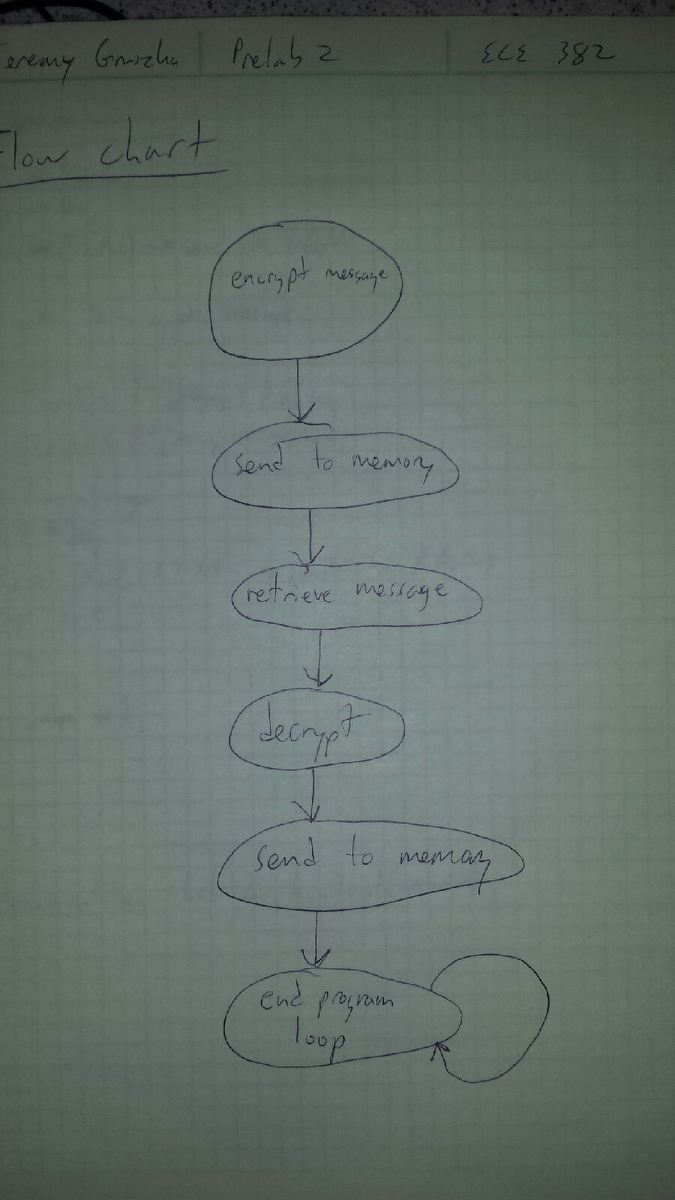 Jeremy Prelab 2 ECE 382
Flow chart
encrypt message
send to memory
retrieve message
decrypt
send to memory
end program
loop